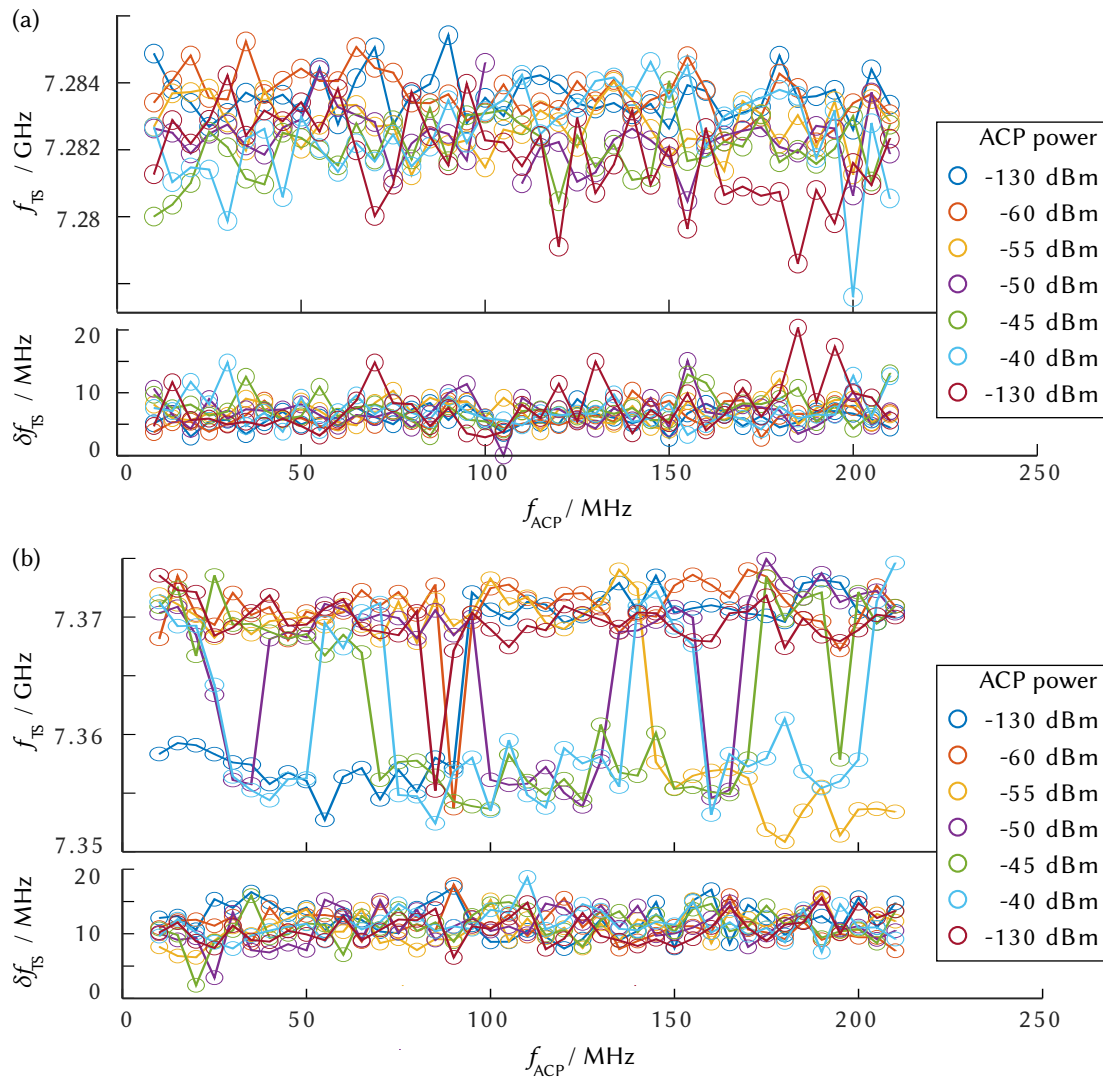 (a)
7.284
7.282
7.28
f_TS / GHz
ACP power
-130 dBm
-60 dBm
-55 dBm
-50 dBm
-45 dBm
-40 dBm
-130 dBm
20
10
0
δf_TS / MHz
0 50 100 150 200 250
f_ACP / MHz
(b)
7.37
7.36
7.35
f_TS / GHz
ACP power
-130 dBm
-60 dBm
-55 dBm
-50 dBm
-45 dBm
-40 dBm
-130 dBm
20
10
0
δf_TS / MHz
0 50 100 150 200 250
f_ACP / MHz